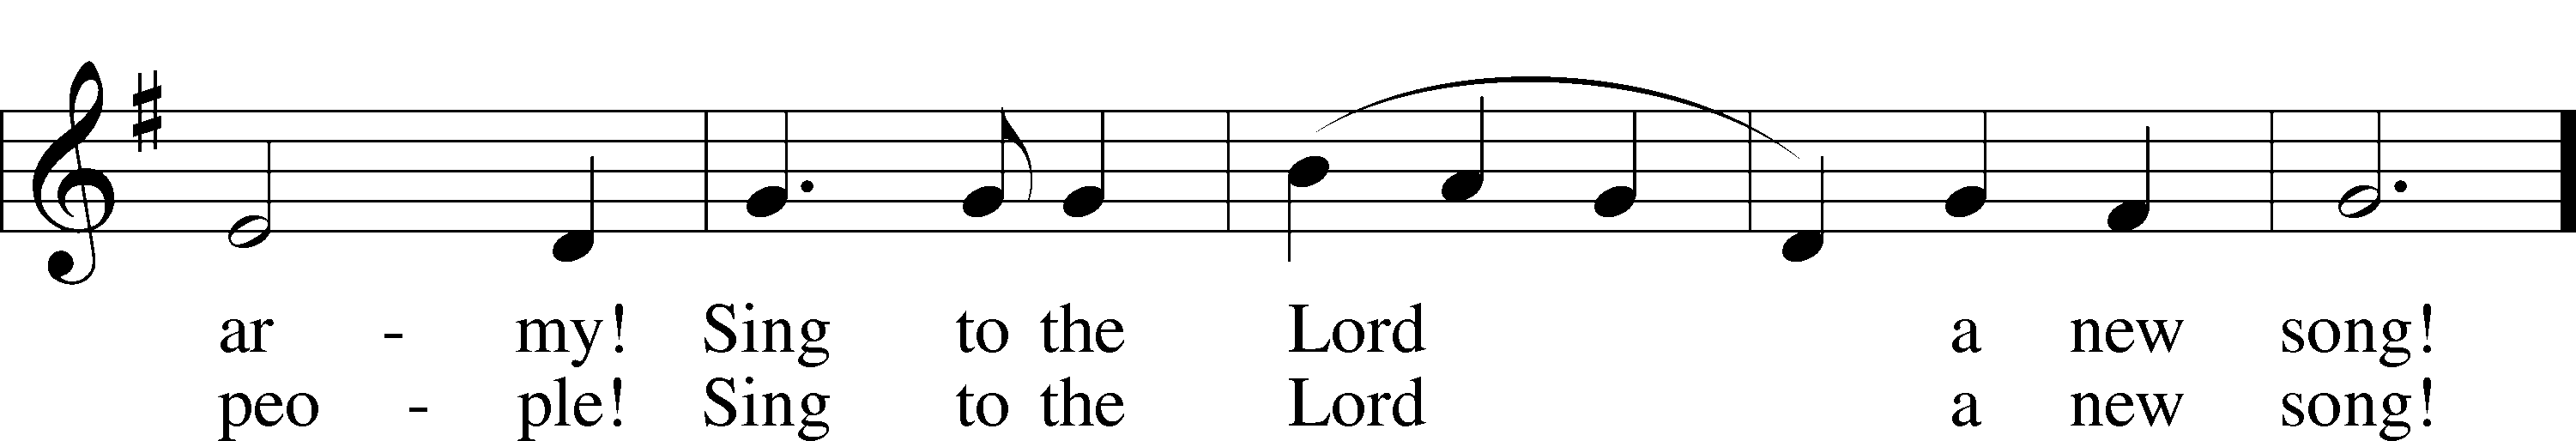 ar - my! Sing to the Lord a new song!
peo - ple! Sing to the Lord a new song!